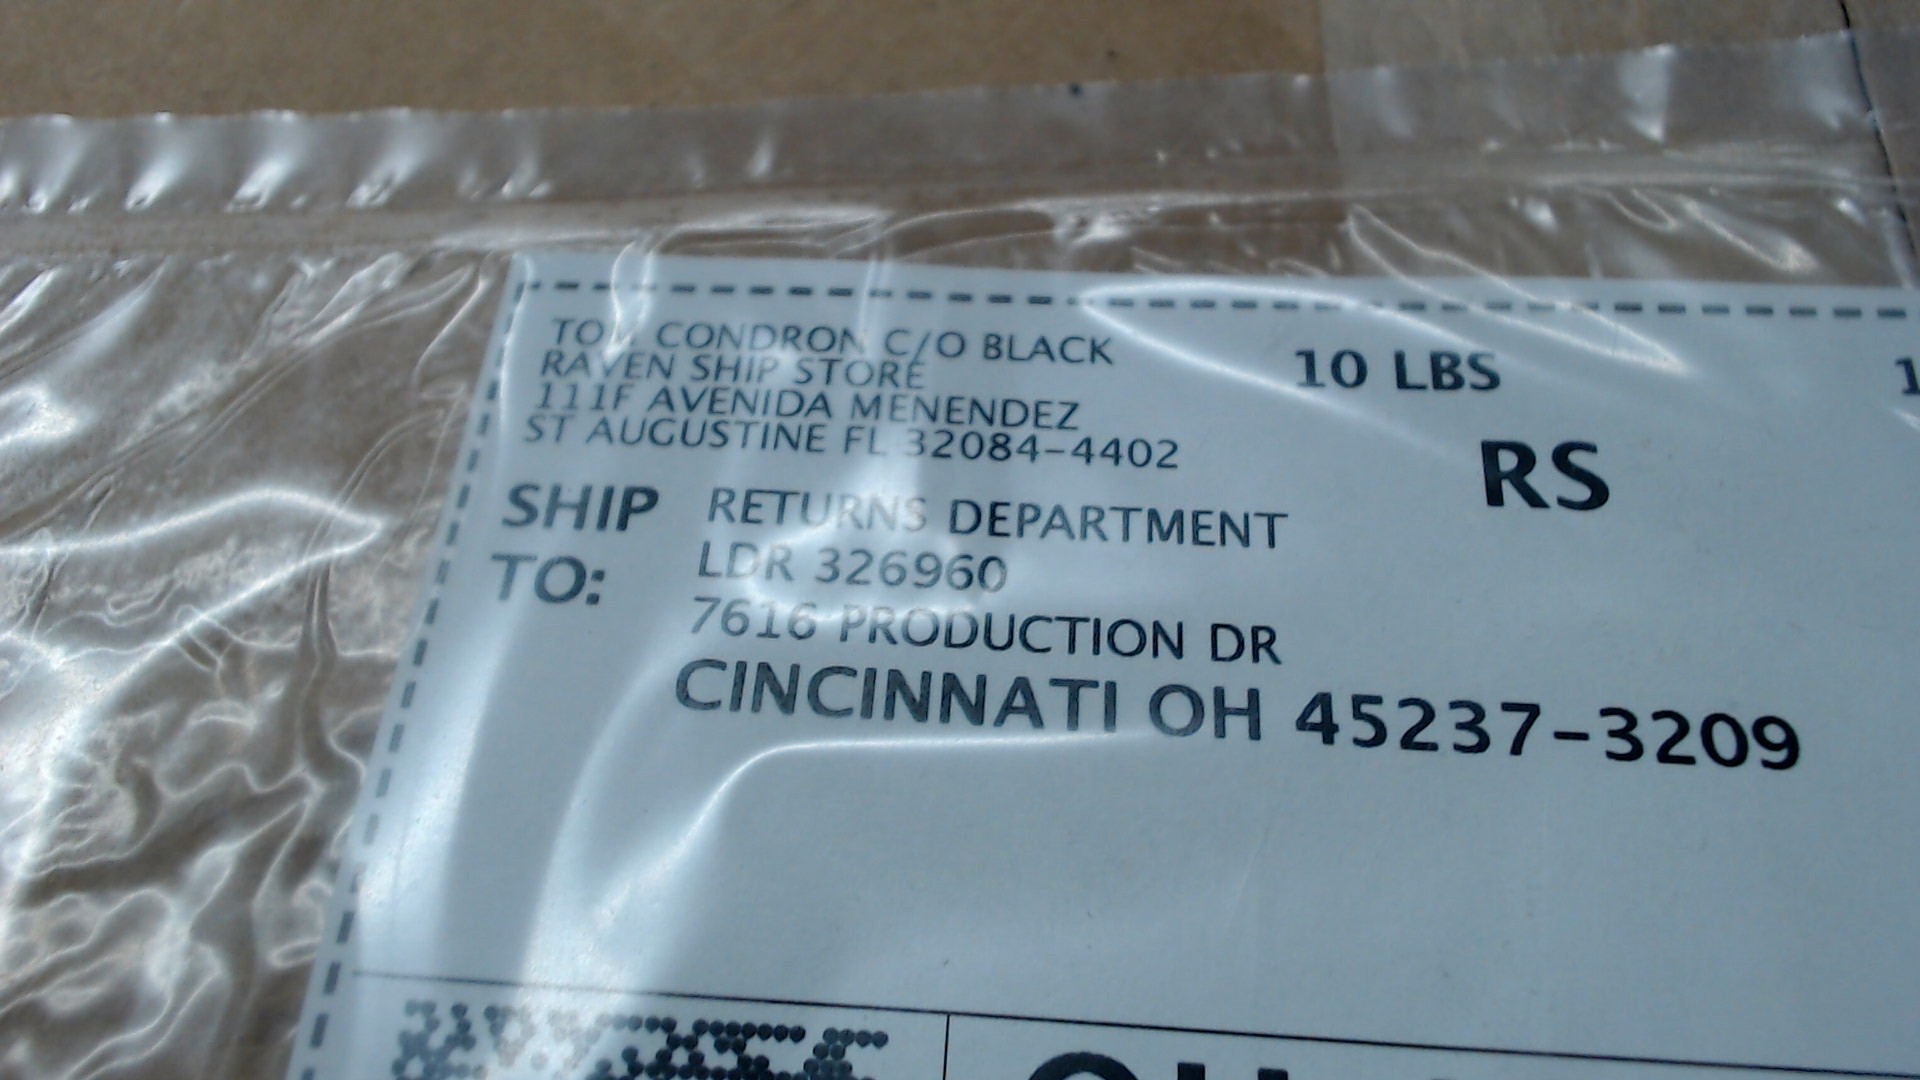 TOM CONDRON C/O BLACK
RAVEN SHIP STORE
111F AVENIDA MENENDEZ
ST AUGUSTINE FL 32084-4402
10 LBS
RS
SHIP TO:
RETURNS DEPARTMENT
LDR 326960
7616 PRODUCTION DR
CINCINNATI OH 45237-3209